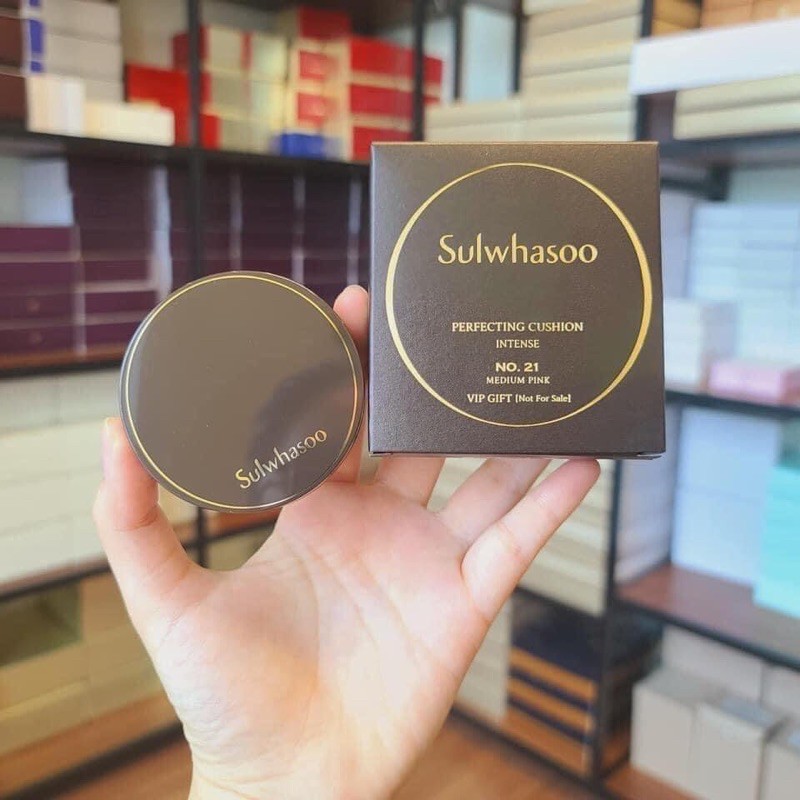 Sulwhasoo
PERFECTING CUSHION
INTENSE
NO. 21
MEDIUM PINK
VIP GIFT [Not For Sale]
Sulwhasoo